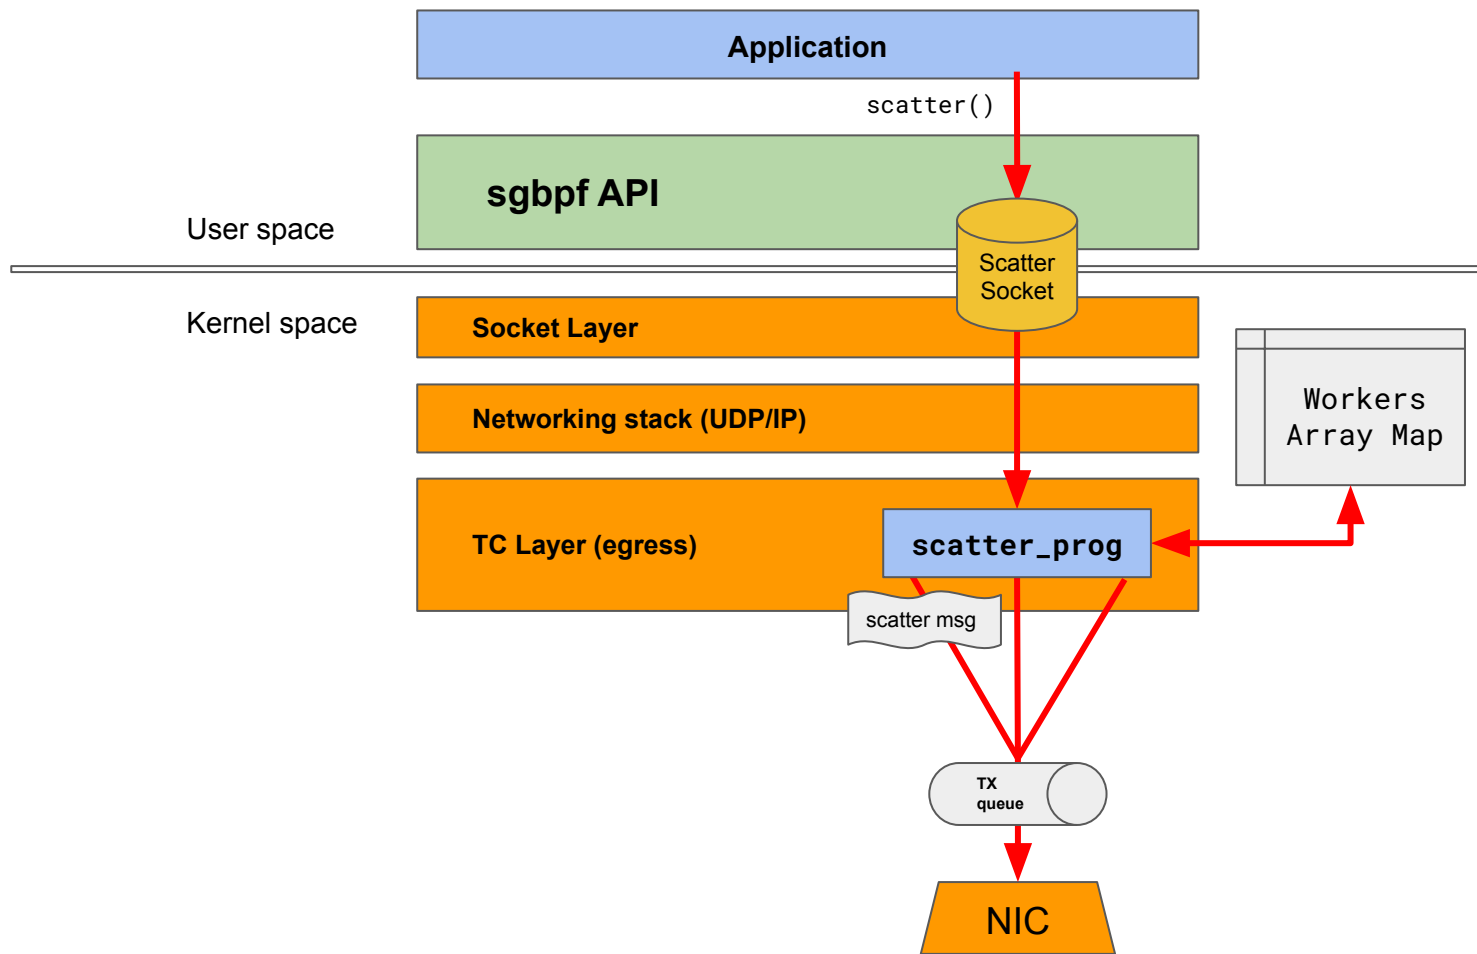 Application
scatter()
sgbpf API
User space
Scatter
Socket
Kernel space
Socket Layer
Networking stack (UDP/IP)
Workers
Array Map
TC Layer (egress)
scatter_prog
scatter msg
TX
queue
NIC